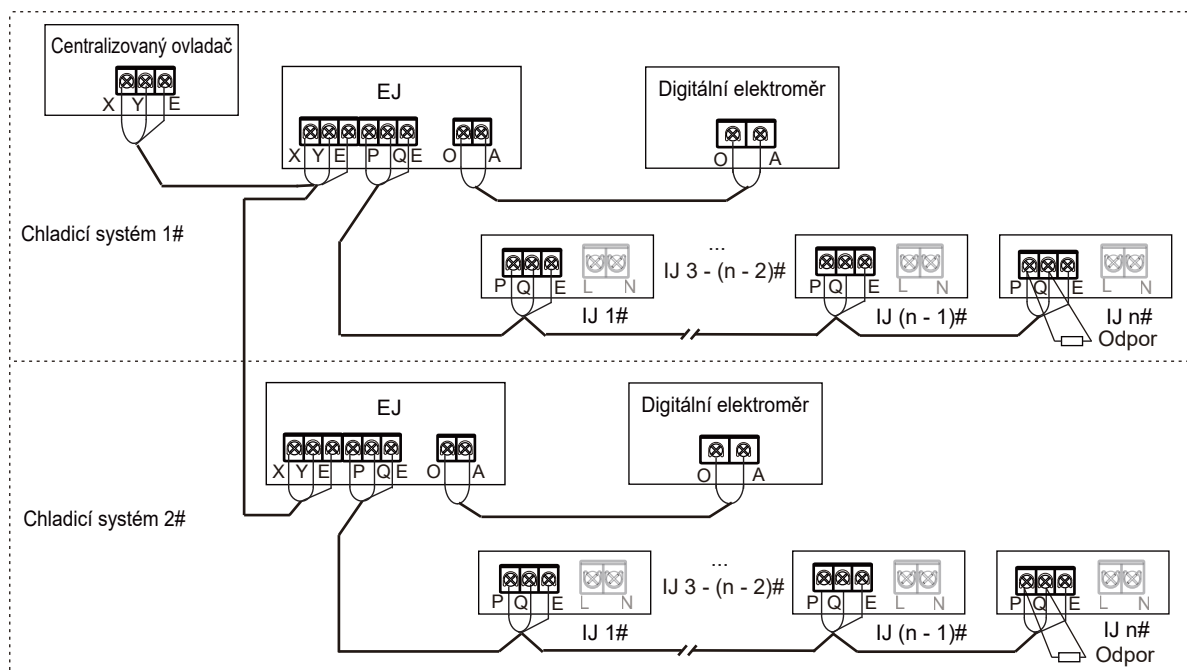 Centralizovaný ovladač
X Y E
EJ
X Y E P Q E O A
Digitální elektroměr
O A
Chladicí systém 1#
P Q E L N
IJ 1#
...
IJ 3 - (n - 2)#
P Q E L N
IJ (n - 1)#
P Q E L N
IJ n#
Odpor
EJ
X Y E P Q E O A
Digitální elektroměr
O A
Chladicí systém 2#
P Q E L N
IJ 1#
...
IJ 3 - (n - 2)#
P Q E L N
IJ (n - 1)#
P Q E L N
IJ n#
Odpor